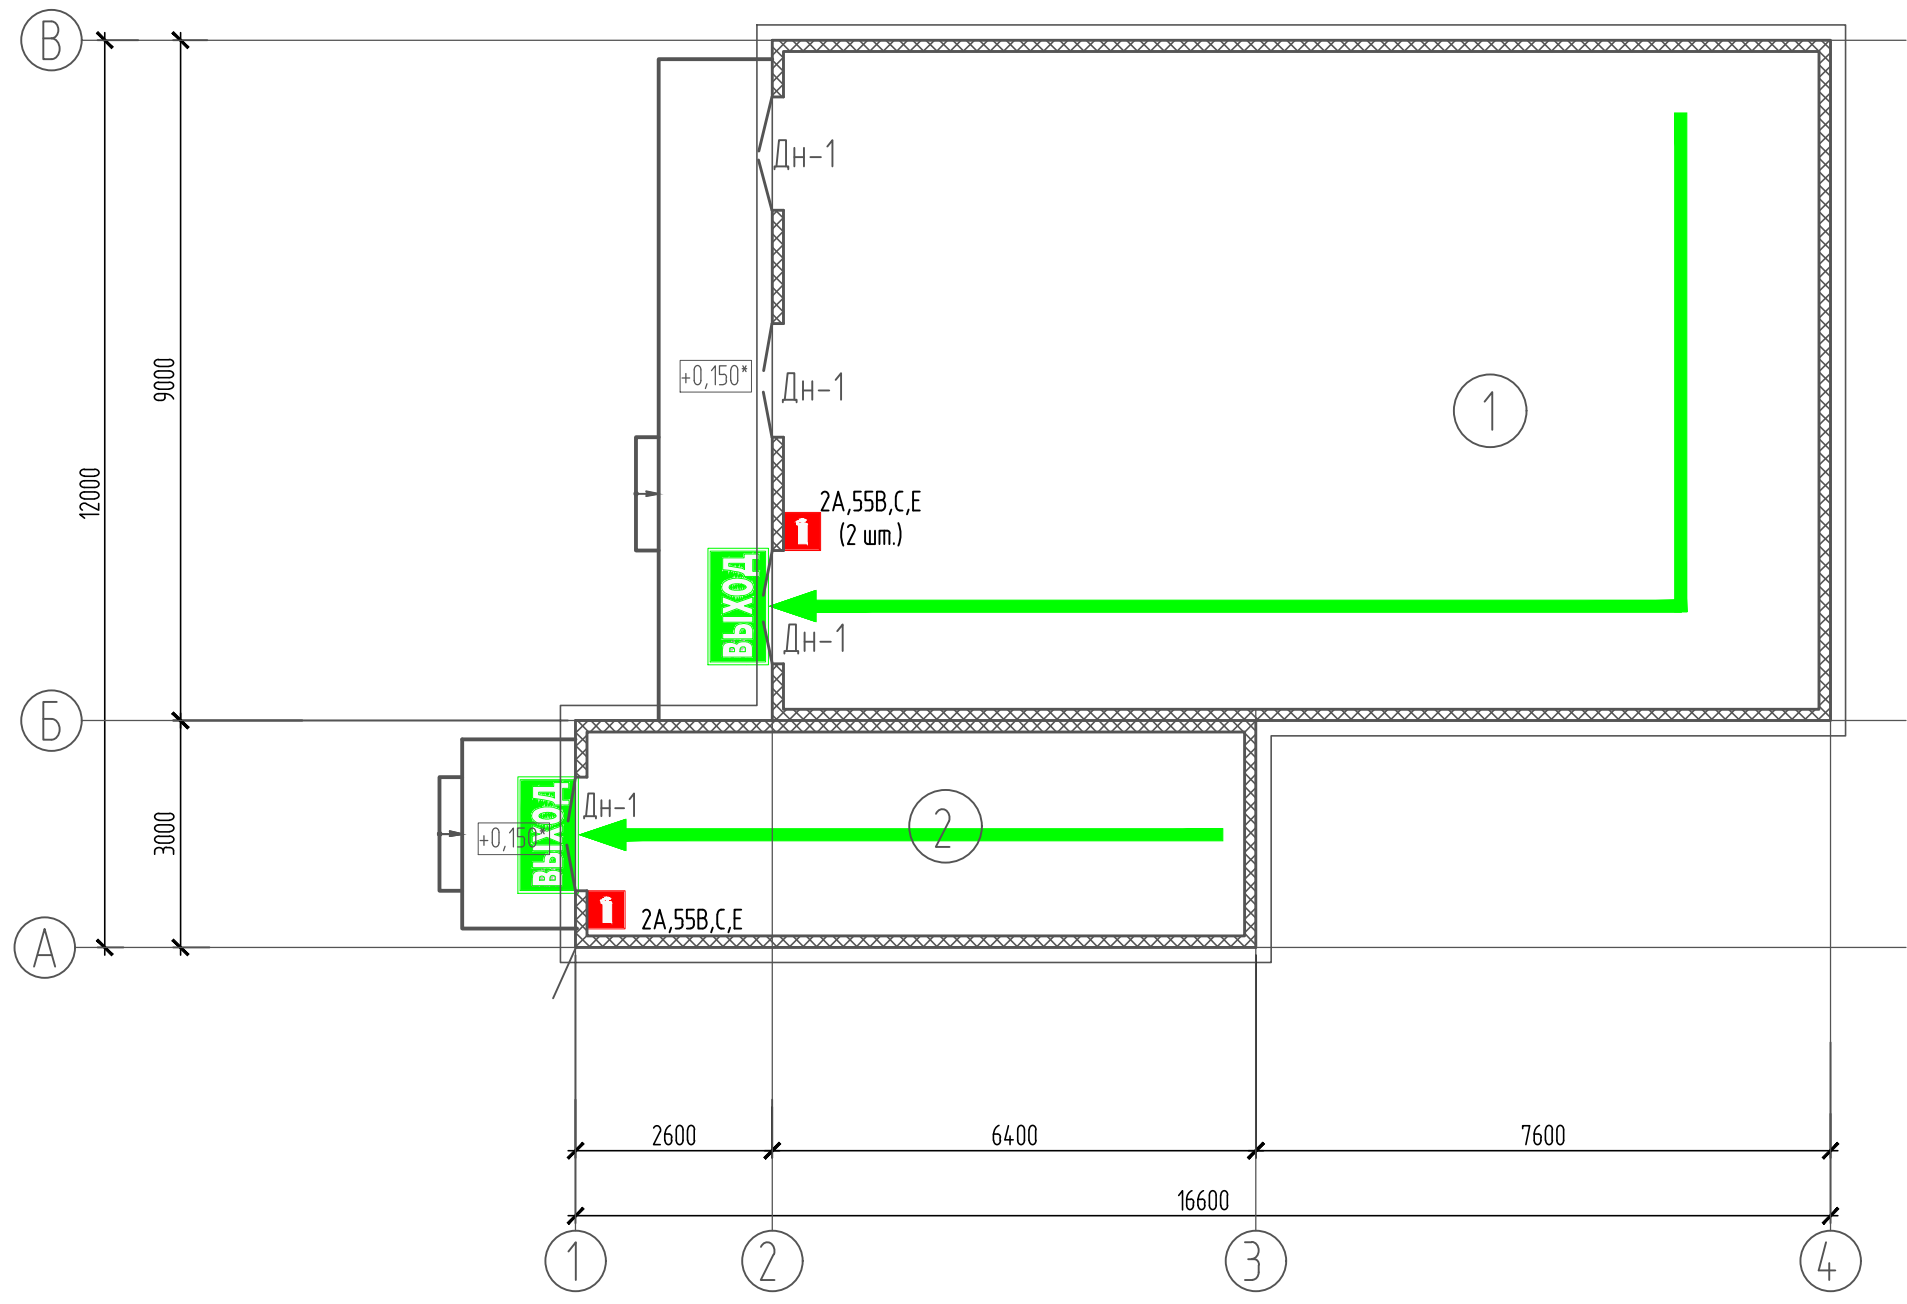 В
Дн-1
9000
+0,150*
Дн-1
1
12000
2А,55В,С,Е
(2 шт.)
ВЫХОД
Дн-1
Б
3000
Дн-1
2
+0,150*
ВЫХОД
2А,55В,С,Е
А
2600
6400
7600
16600
1
2
3
4